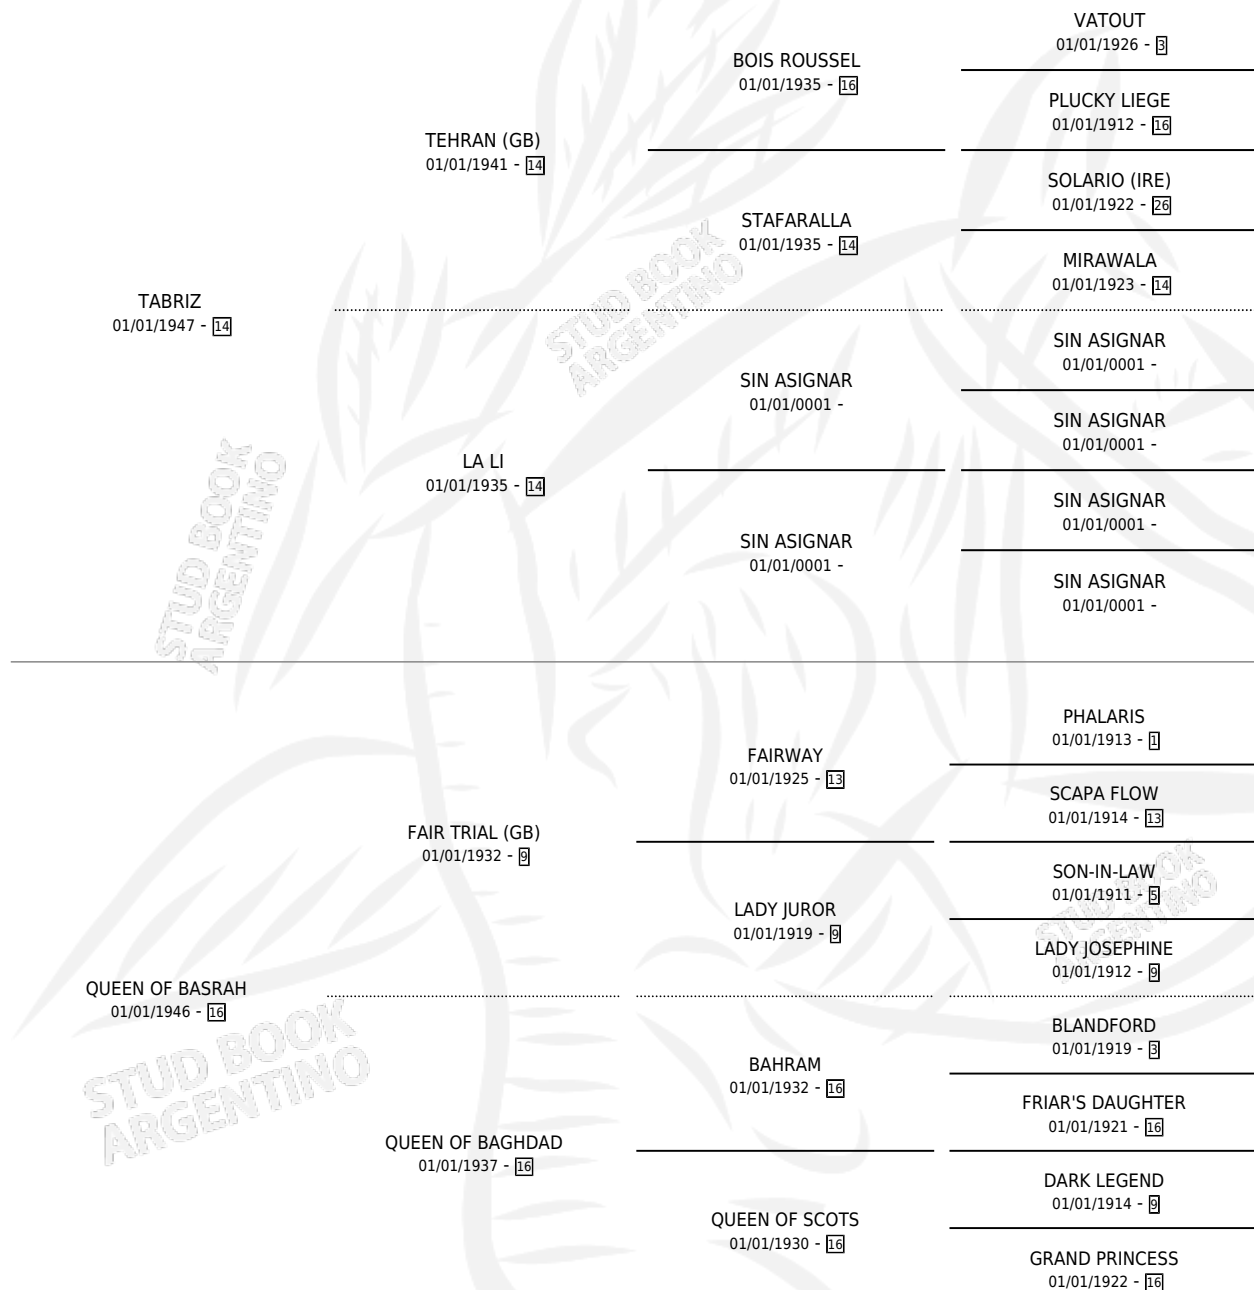 VATOUT
01/01/1926 - 3
BOIS ROUSSEL
01/01/1935 - 16
PLUCKY LIEGE
01/01/1912 - 16
TEHRAN (GB)
01/01/1941 - 14
SOLARIO (IRE)
01/01/1922 - 26
STAFARALLA
01/01/1935 - 14
MIRAWALA
01/01/1923 - 14
TABRIZ
01/01/1947 - 14
SIN ASIGNAR
01/01/0001 -
SIN ASIGNAR
01/01/0001 -
SIN ASIGNAR
01/01/0001 -
LA LI
01/01/1935 - 14
SIN ASIGNAR
01/01/0001 -
SIN ASIGNAR
01/01/0001 -
SIN ASIGNAR
01/01/0001 -
STUD BOOK
ARGENTINO
STUD BOOK
ARGENTINO
PHALARIS
01/01/1913 - 1
FAIRWAY
01/01/1925 - 13
SCAPA FLOW
01/01/1914 - 13
FAIR TRIAL (GB)
01/01/1932 - 9
SON-IN-LAW
01/01/1911 - 5
LADY JUROR
01/01/1919 - 9
LADY JOSEPHINE
01/01/1912 - 9
STUD BOOK
ARGENTINO
QUEEN OF BASRAH
01/01/1946 - 16
BLANDFORD
01/01/1919 - 3
BAHRAM
01/01/1932 - 16
FRIAR'S DAUGHTER
01/01/1921 - 16
QUEEN OF BAGHDAD
01/01/1937 - 16
DARK LEGEND
01/01/1914 - 9
QUEEN OF SCOTS
01/01/1930 - 16
GRAND PRINCESS
01/01/1922 - 16
STUD BOOK
ARGENTINO